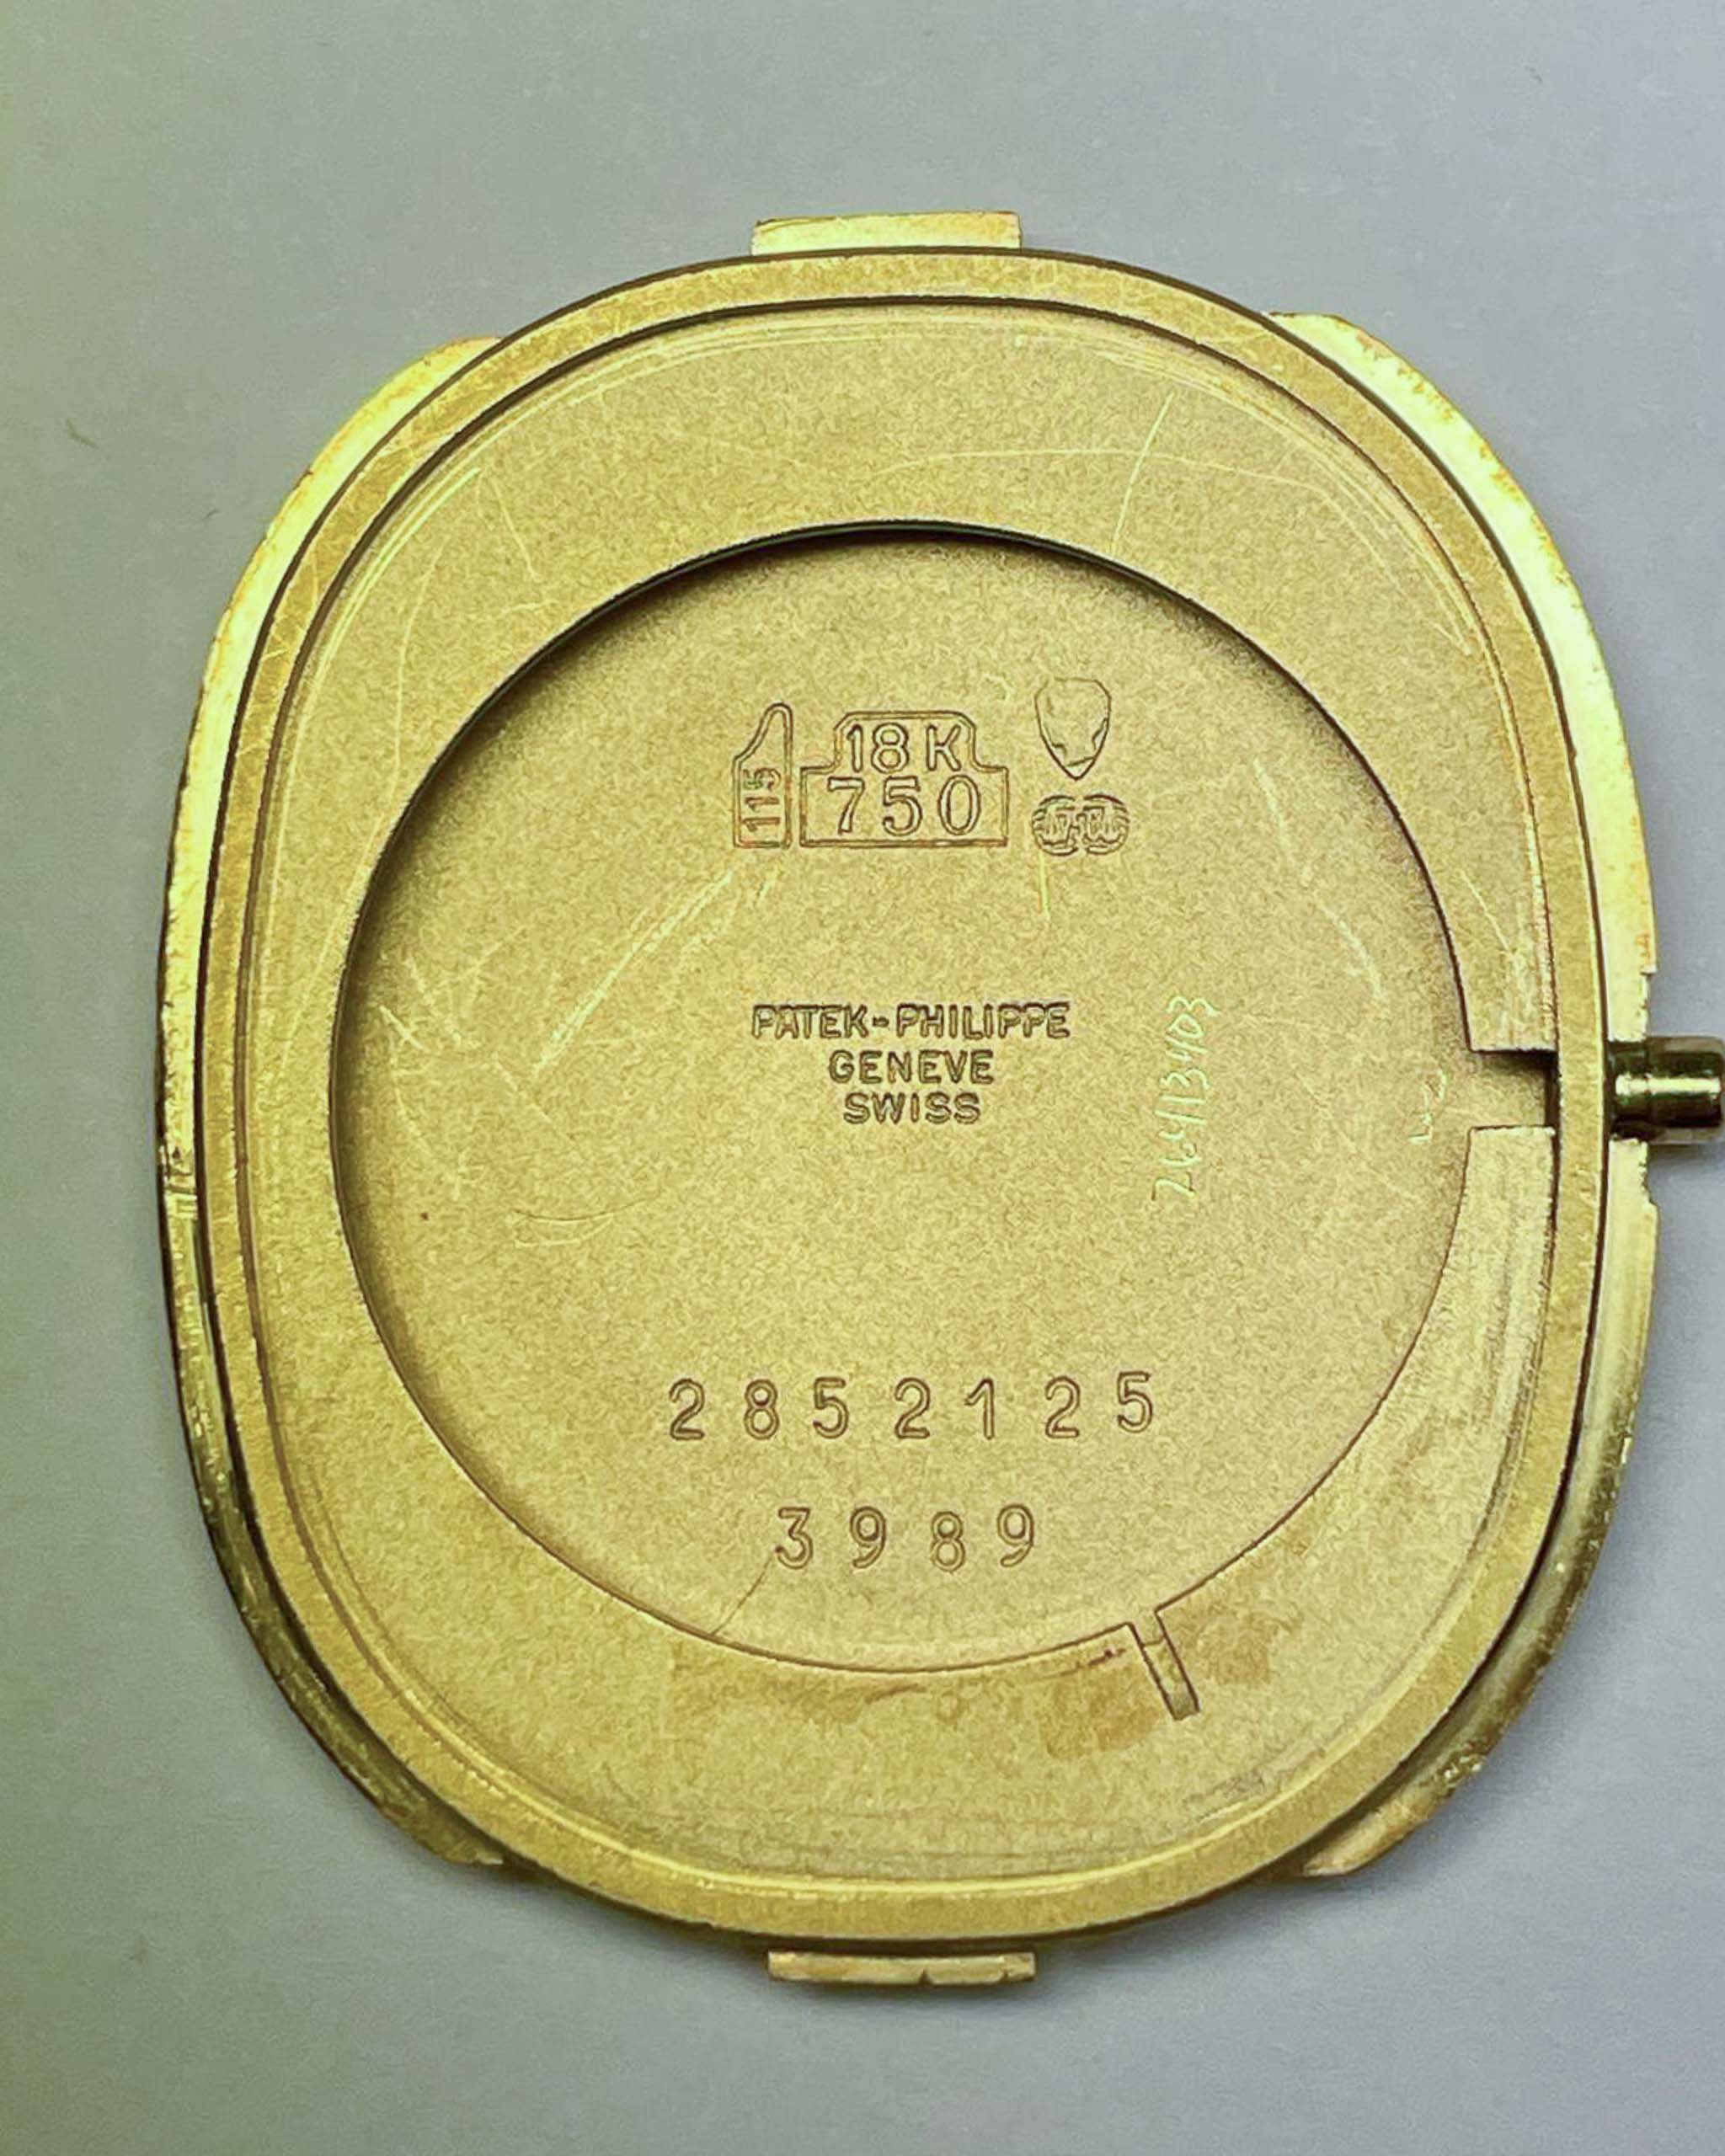 115
18K
750
PATEK-PHILIPPE
GENEVE
SWISS
2852125
3989